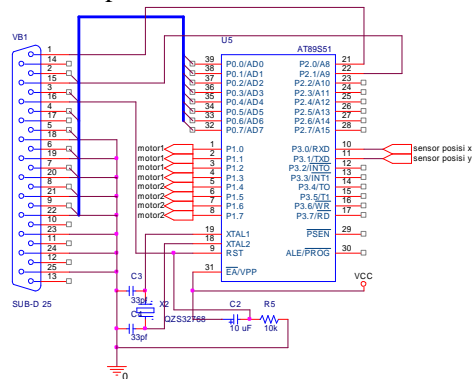 VB1
1
14
2
15
3
16
4
17
5
18
6
19
7
20
8
21
9
22
10
23
11
24
12
25
13
SUB-D 25
U5
AT89S51
39 P0.0/AD0 P2.0/A8 21
38 P0.1/AD1 P2.1/A9 22
37 P0.2/AD2 P2.2/A10 23
36 P0.3/AD3 P2.3/A11 24
35 P0.4/AD4 P2.4/A12 25
34 P0.5/AD5 P2.5/A13 26
33 P0.6/AD6 P2.6/A14 27
32 P0.7/AD7 P2.7/A15 28
motor1 1 P1.0 P3.0/RXD 10 sensor posisi x
motor1 2 P1.1 P3.1/TXD 11 sensor posisi y
motor1 3 P1.2 P3.2/INTO 12
motor1 4 P1.3 P3.3/INT1 13
motor2 5 P1.4 P3.4/TO 14
motor2 6 P1.5 P3.5/T1 15
motor2 7 P1.6 P3.6/WR 16
motor2 8 P1.7 P3.7/RD 17
19 XTAL1 PSEN 29
18 XTAL2
9 RST ALE/PROG 30
31 EA/VPP
VCC
C3
33pf
X2
QZS32768
33pf
C2
10 uF
R5
10k
0